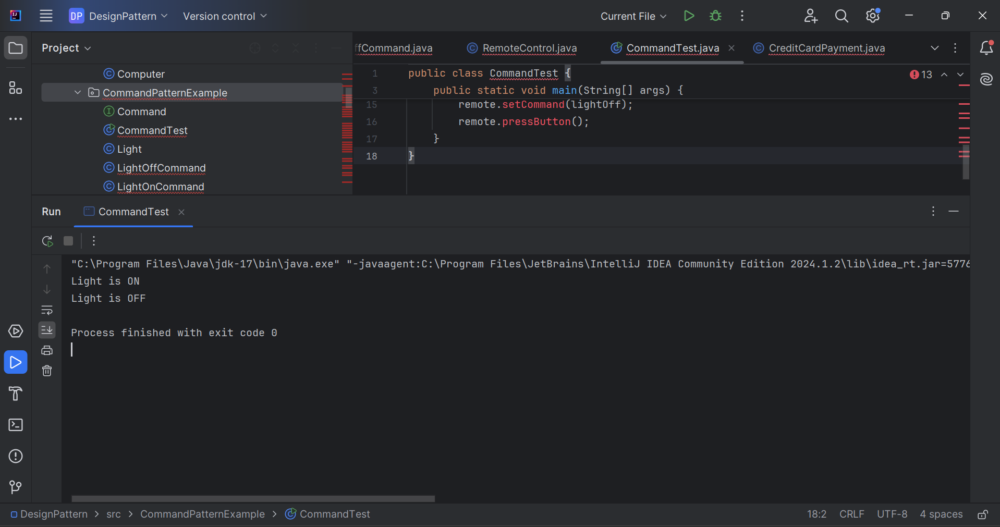 DP DesignPattern Version control Current File
Project
ffCommand.java RemoteControl.java CommandTest.java CreditCardPayment.java
Computer
CommandPatternExample
Command
CommandTest
Light
LightOffCommand
LightOnCommand
1 public class CommandTest {
3 public static void main(String[] args) {
15 remote.setCommand(lightOff);
16 remote.pressButton();
17 }
18 }
13
Run CommandTest
"C:\Program Files\Java\jdk-17\bin\java.exe" "-javaagent:C:\Program Files\JetBrains\IntelliJ IDEA Community Edition 2024.1.2\lib\idea_rt.jar=5776
Light is ON
Light is OFF
Process finished with exit code 0
DesignPattern > src > CommandPatternExample > CommandTest 18:2 CRLF UTF-8 4 spaces